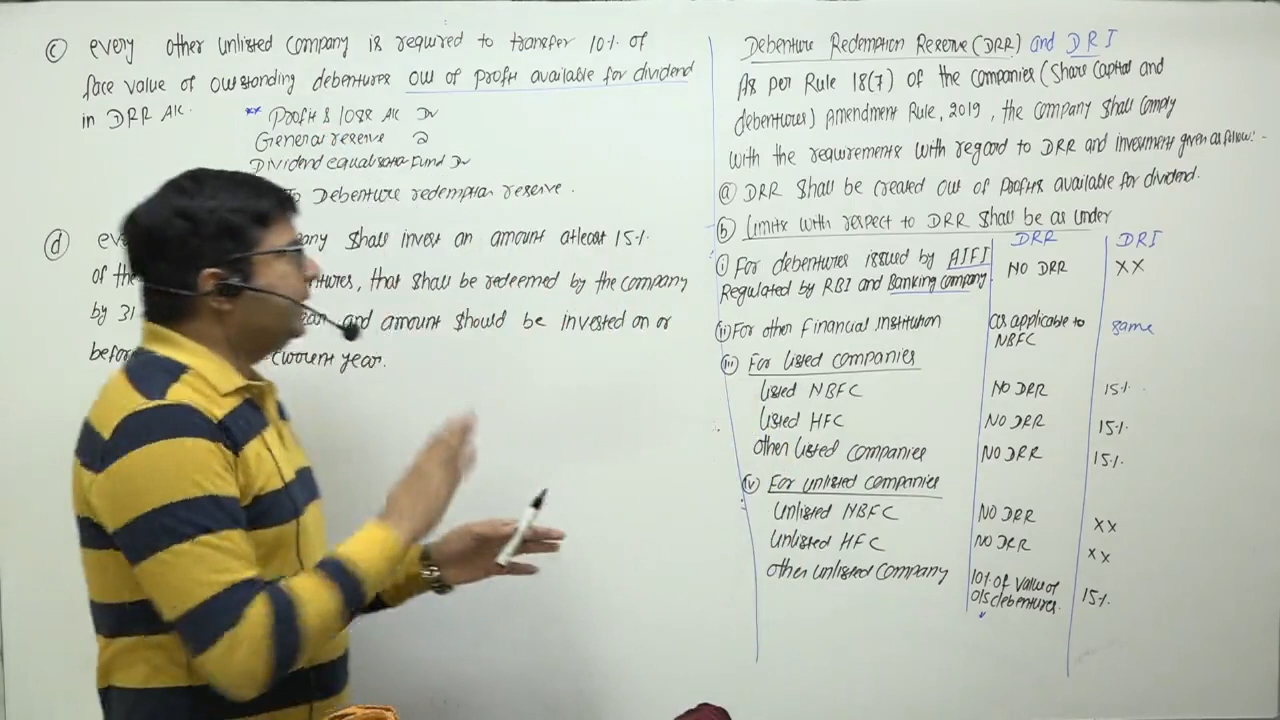 Ⓒ every other unlisted company is required to transfer 10% of
face value of outstanding debentures out of profit available for dividend
in DRR A/c.
** Profit & loss A/c Dr
General reserve
Dividend equalisation Fund Dr
To Debenture redemption reserve.
ⓓ
any shall invest an amount atleast 15%
of the debentures, that shall be redeemed by the company
by 31 year and amount should be invested on or
before current year.
Debenture Redemption Reserve (DRR) and DRI
As per Rule 18(7) of the companies (Share Capital and
debentures) Amendment Rule, 2019, the company shall comply
with the requirements with regard to DRR and investment given as follow:-
ⓐ DRR shall be created out of profits available for dividend.
ⓑ Limits with respect to DRR shall be as under
DRR DRI
(i) For debentures issued by AIFI NO DRR XX
Regulated by RBI and Banking company
(ii) For other Financial institution as applicable to NBFC same
(iii) For listed companies
listed NBFC NO DRR 15%
listed HFC NO DRR 15%
other listed companies NO DRR 15%
(iv) For unlisted companies
Unlisted NBFC NO DRR XX
Unlisted HFC NO DRR XX
other unlisted company 10% of value of o/s debentures. 15%